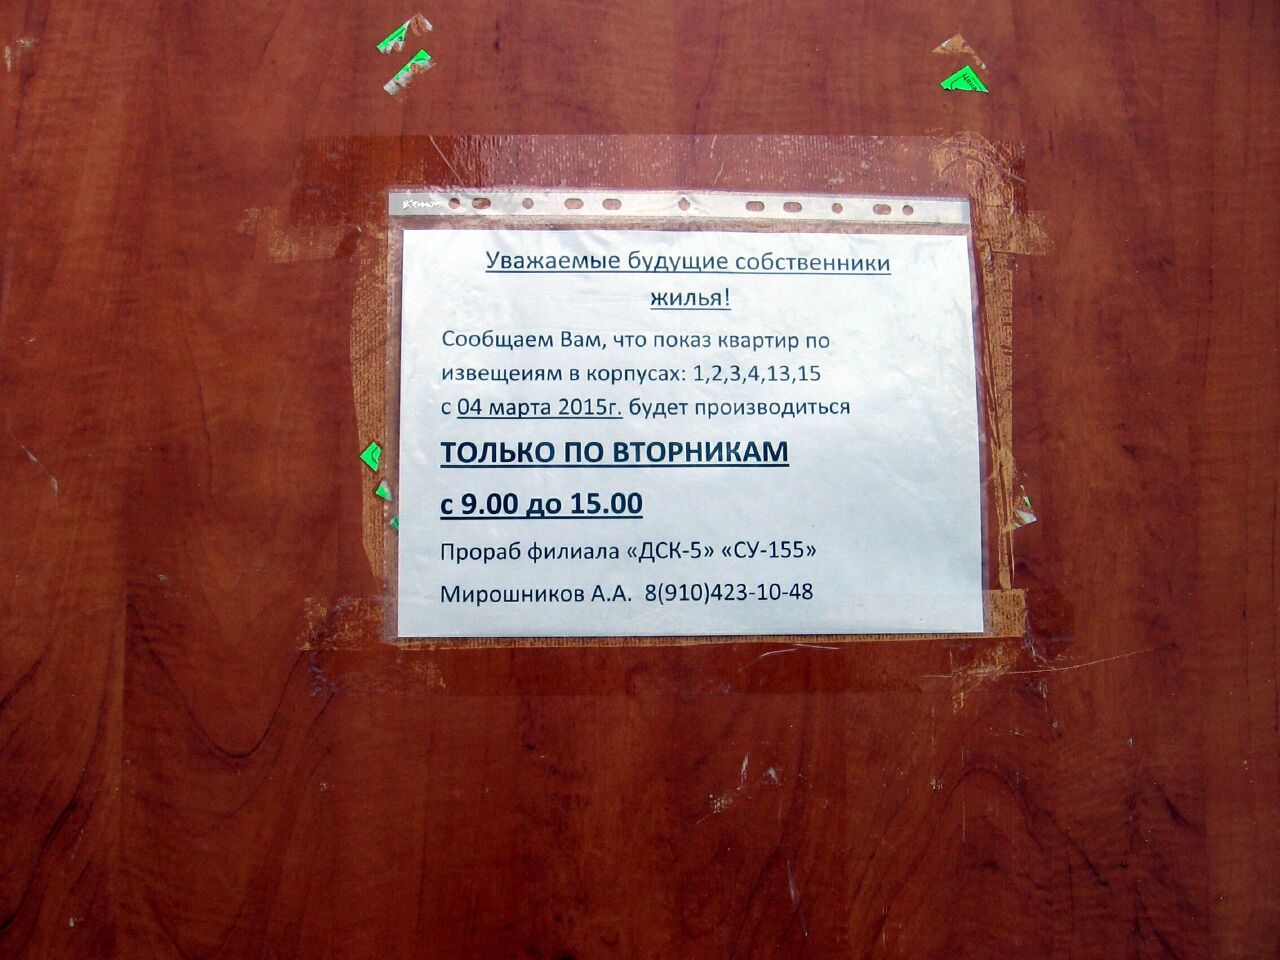 Комус
Уважаемые будущие собственники
жилья!
Сообщаем Вам, что показ квартир по
извещеиям в корпусах: 1,2,3,4,13,15
с 04 марта 2015г. будет производиться
ТОЛЬКО ПО ВТОРНИКАМ
с 9.00 до 15.00
Прораб филиала «ДСК-5» «СУ-155»
Мирошников А.А. 8(910)423-10-48